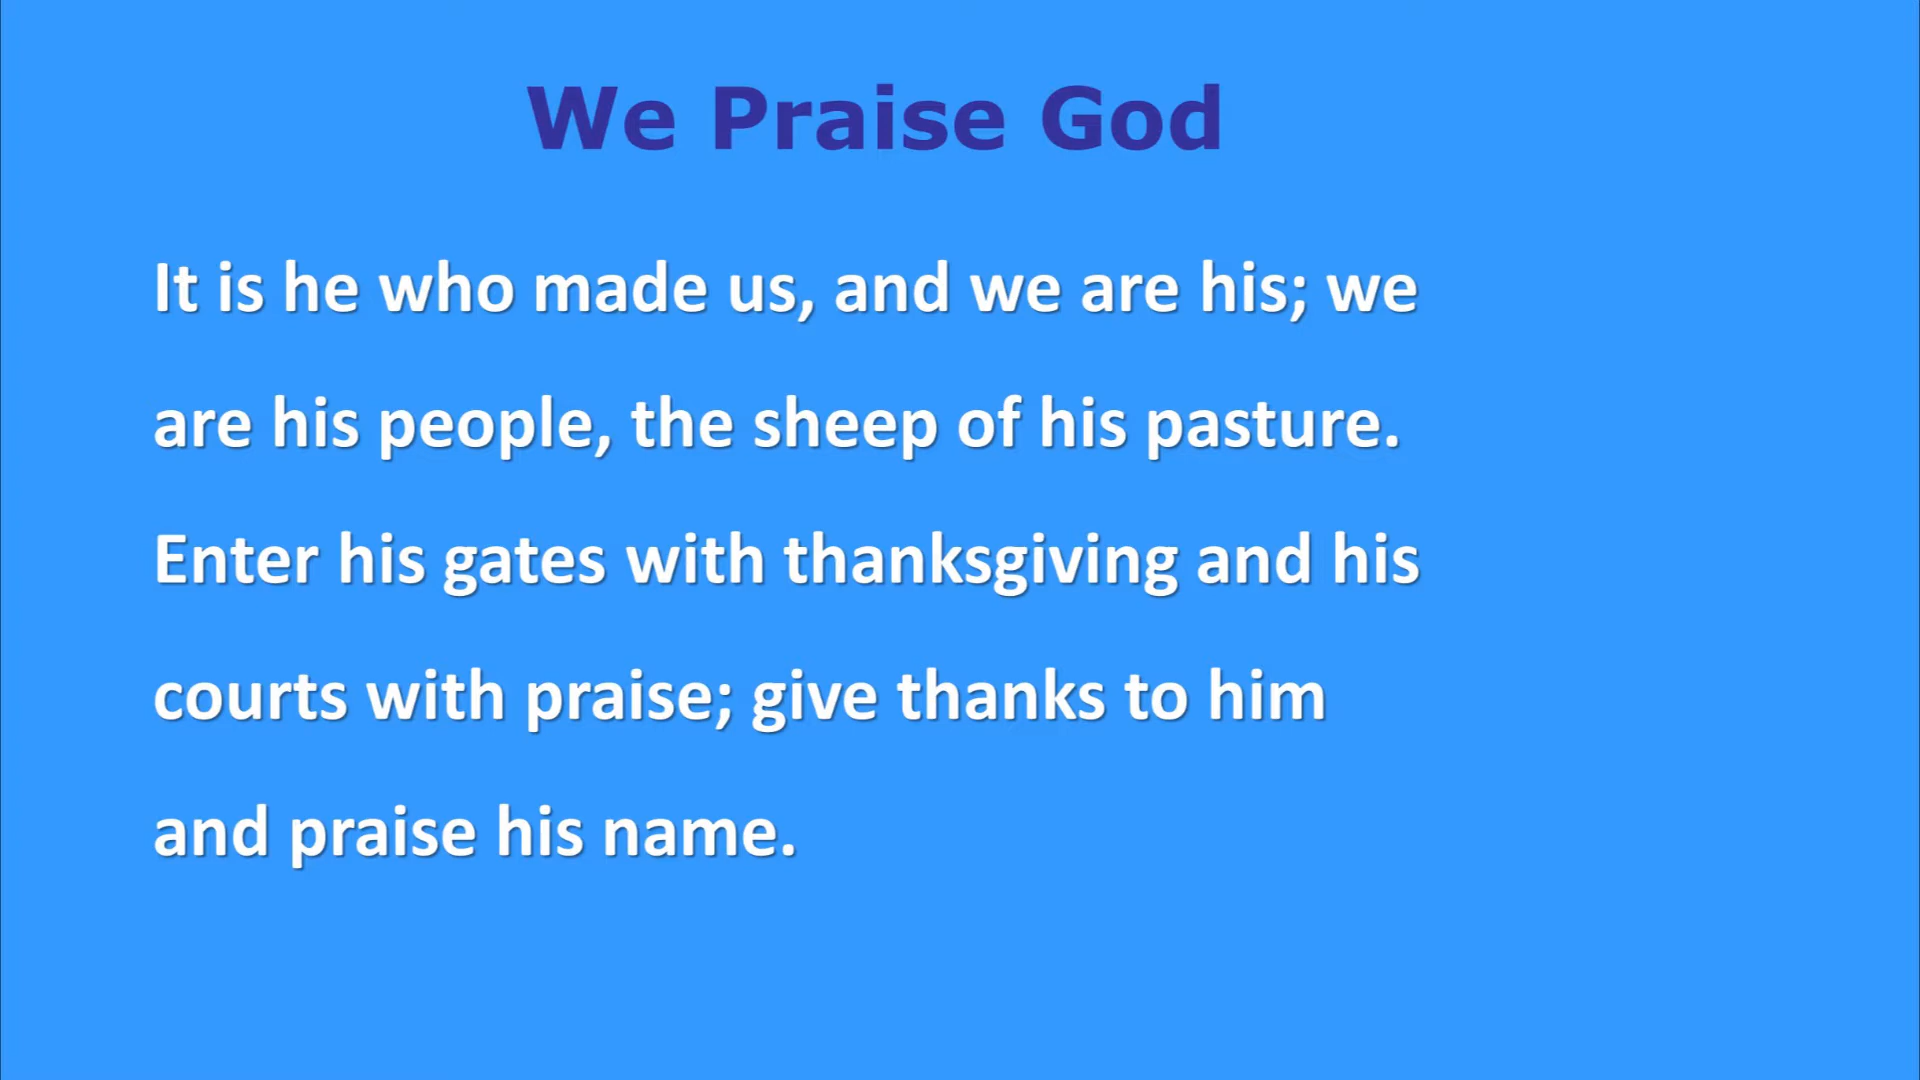 We Praise God
It is he who made us, and we are his; we
are his people, the sheep of his pasture.
Enter his gates with thanksgiving and his
courts with praise; give thanks to him
and praise his name.